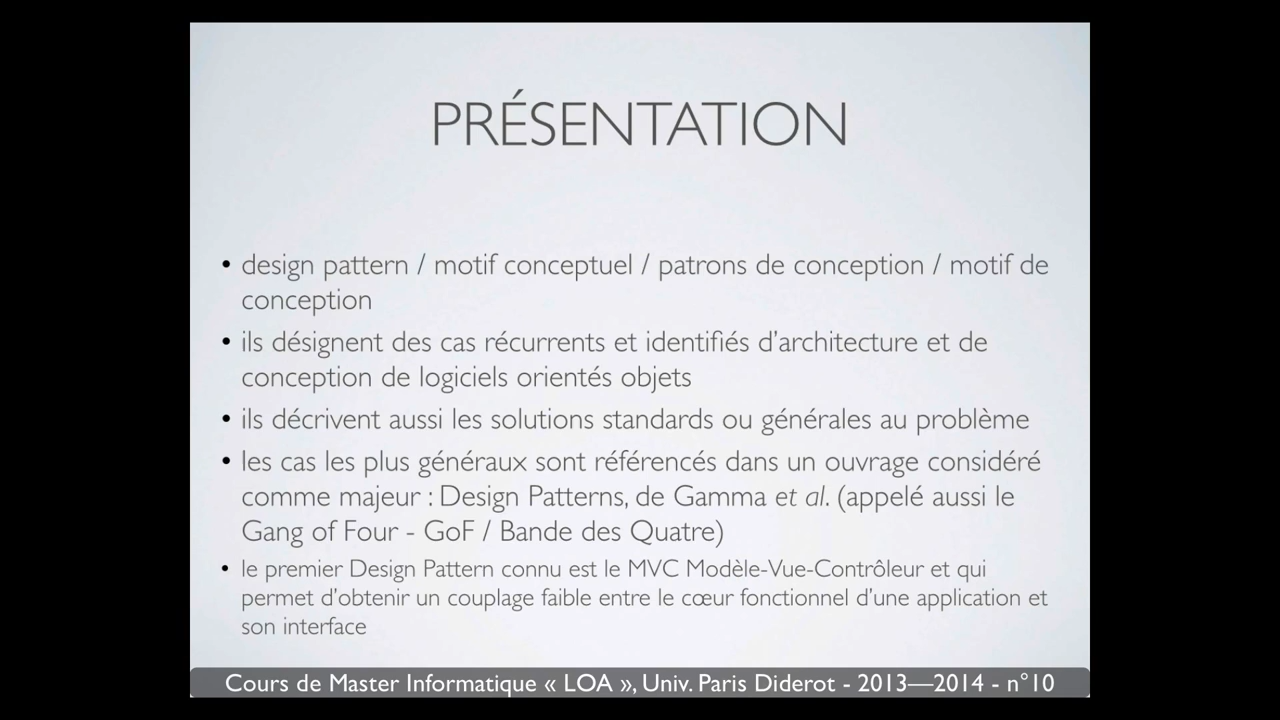 PRÉSENTATION
• design pattern / motif conceptuel / patrons de conception / motif de
conception
• ils désignent des cas récurrents et identifiés d’architecture et de
conception de logiciels orientés objets
• ils décrivent aussi les solutions standards ou générales au problème
• les cas les plus généraux sont référencés dans un ouvrage considéré
comme majeur : Design Patterns, de Gamma et al. (appelé aussi le
Gang of Four - GoF / Bande des Quatre)
• le premier Design Pattern connu est le MVC Modèle-Vue-Contrôleur et qui
permet d’obtenir un couplage faible entre le cœur fonctionnel d’une application et
son interface
Cours de Master Informatique « LOA », Univ. Paris Diderot - 2013—2014 - n°10